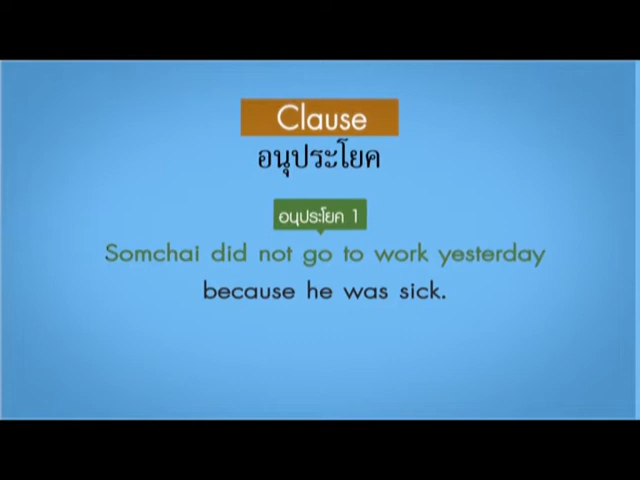 Clause
อนุประโยค
อนุประโยค 1
Somchai did not go to work yesterday
because he was sick.